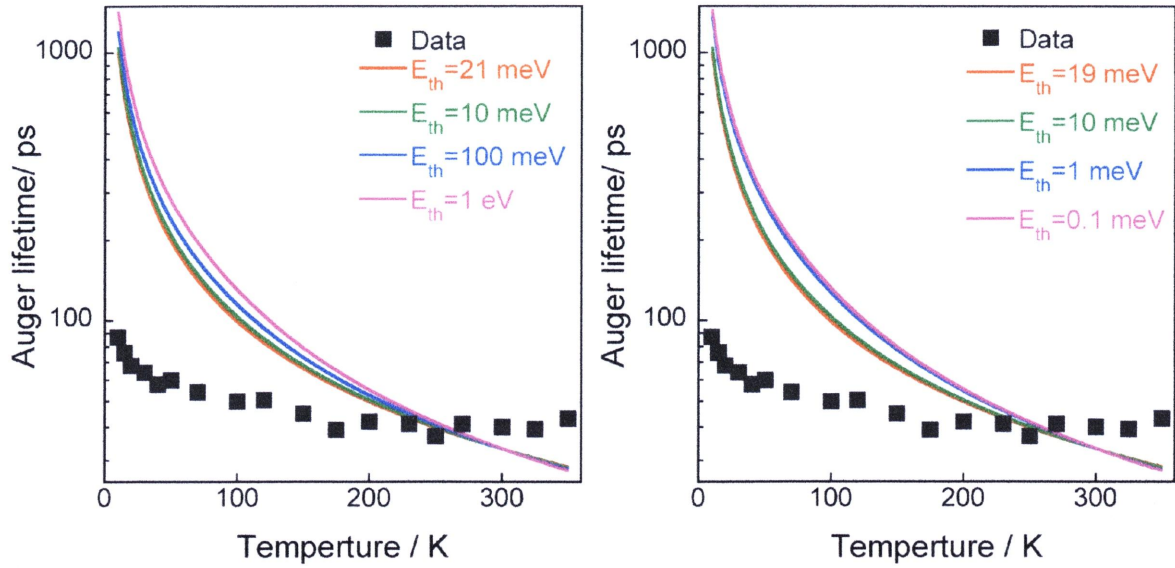 Data
E_th=21 meV
E_th=10 meV
E_th=100 meV
E_th=1 eV
1000
100
Auger lifetime/ ps
0 100 200 300
Temperture / K
Data
E_th=19 meV
E_th=10 meV
E_th=1 meV
E_th=0.1 meV
1000
100
Auger lifetime/ ps
0 100 200 300
Temperture / K